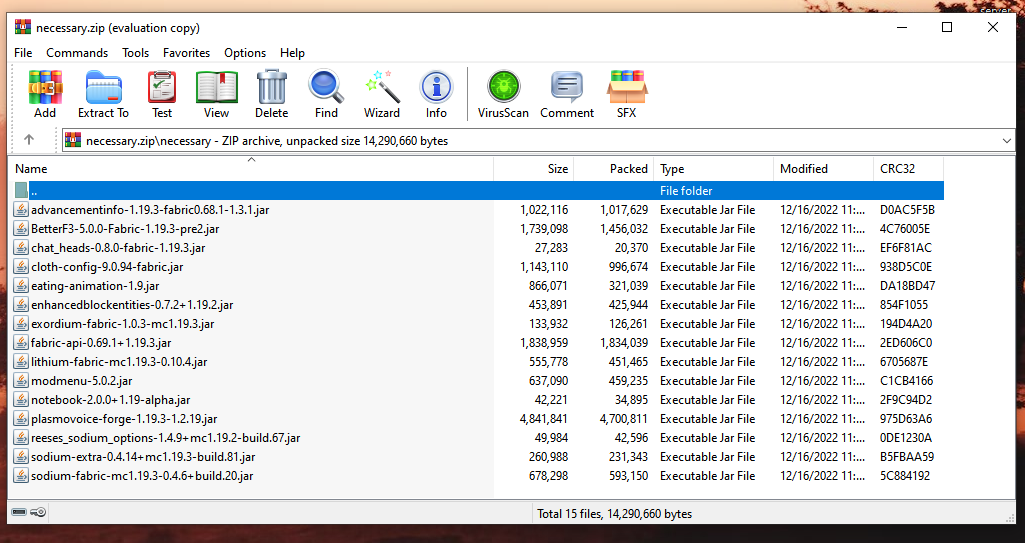 server
necessary.zip (evaluation copy)
File Commands Tools Favorites Options Help
Add Extract To Test View Delete Find Wizard Info VirusScan Comment SFX
necessary.zip\necessary - ZIP archive, unpacked size 14,290,660 bytes
Name Size Packed Type Modified CRC32
.. File folder
advancementinfo-1.19.3-fabric0.68.1-1.3.1.jar 1,022,116 1,017,629 Executable Jar File 12/16/2022 11:... D0AC5F5B
BetterF3-5.0.0-Fabric-1.19.3-pre2.jar 1,739,098 1,456,032 Executable Jar File 12/16/2022 11:... 4C76005E
chat_heads-0.8.0-fabric-1.19.3.jar 27,283 20,370 Executable Jar File 12/16/2022 11:... EF6F81AC
cloth-config-9.0.94-fabric.jar 1,143,110 996,674 Executable Jar File 12/16/2022 11:... 938D5C0E
eating-animation-1.9.jar 866,071 321,039 Executable Jar File 12/16/2022 11:... DA18BD47
enhancedblockentities-0.7.2+1.19.2.jar 453,891 425,944 Executable Jar File 12/16/2022 11:... 854F1055
exordium-fabric-1.0.3-mc1.19.3.jar 133,932 126,261 Executable Jar File 12/16/2022 11:... 194D4A20
fabric-api-0.69.1+1.19.3.jar 1,838,959 1,834,039 Executable Jar File 12/16/2022 11:... 2ED606C0
lithium-fabric-mc1.19.3-0.10.4.jar 555,778 451,465 Executable Jar File 12/16/2022 11:... 6705687E
modmenu-5.0.2.jar 637,090 459,235 Executable Jar File 12/16/2022 11:... C1CB4166
notebook-2.0.0+1.19-alpha.jar 42,221 34,895 Executable Jar File 12/16/2022 11:... 2F9C94D2
plasmovoice-forge-1.19.3-1.2.19.jar 4,841,841 4,700,811 Executable Jar File 12/16/2022 11:... 975D63A6
reeses_sodium_options-1.4.9+mc1.19.2-build.67.jar 49,984 42,596 Executable Jar File 12/16/2022 11:... 0DE1230A
sodium-extra-0.4.14+mc1.19.3-build.81.jar 260,988 231,343 Executable Jar File 12/16/2022 11:... B5FBAA59
sodium-fabric-mc1.19.3-0.4.6+build.20.jar 678,298 593,150 Executable Jar File 12/16/2022 11:... 5C884192
Total 15 files, 14,290,660 bytes